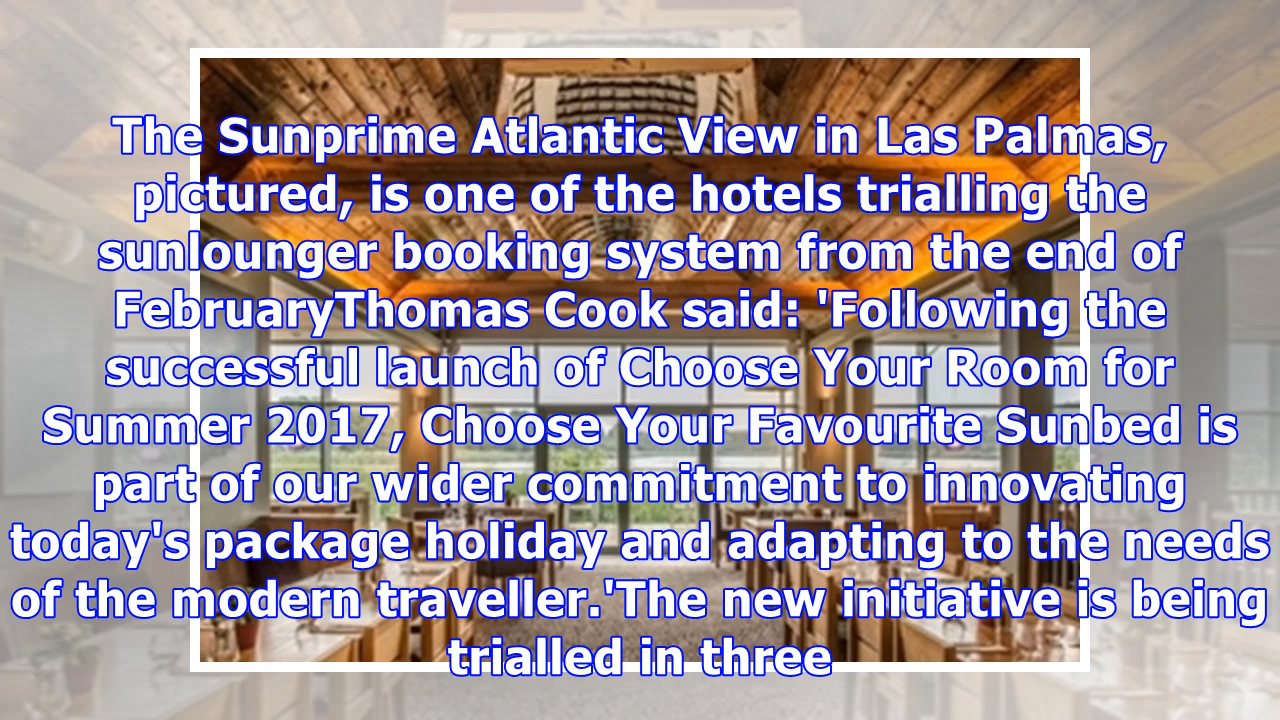 The Sunprime Atlantic View in Las Palmas,
pictured, is one of the hotels trialling the
sunlounger booking system from the end of
FebruaryThomas Cook said: 'Following the
successful launch of Choose Your Room for
Summer 2017, Choose Your Favourite Sunbed is
part of our wider commitment to innovating
today's package holiday and adapting to the needs
of the modern traveller.'The new initiative is being
trialled in three